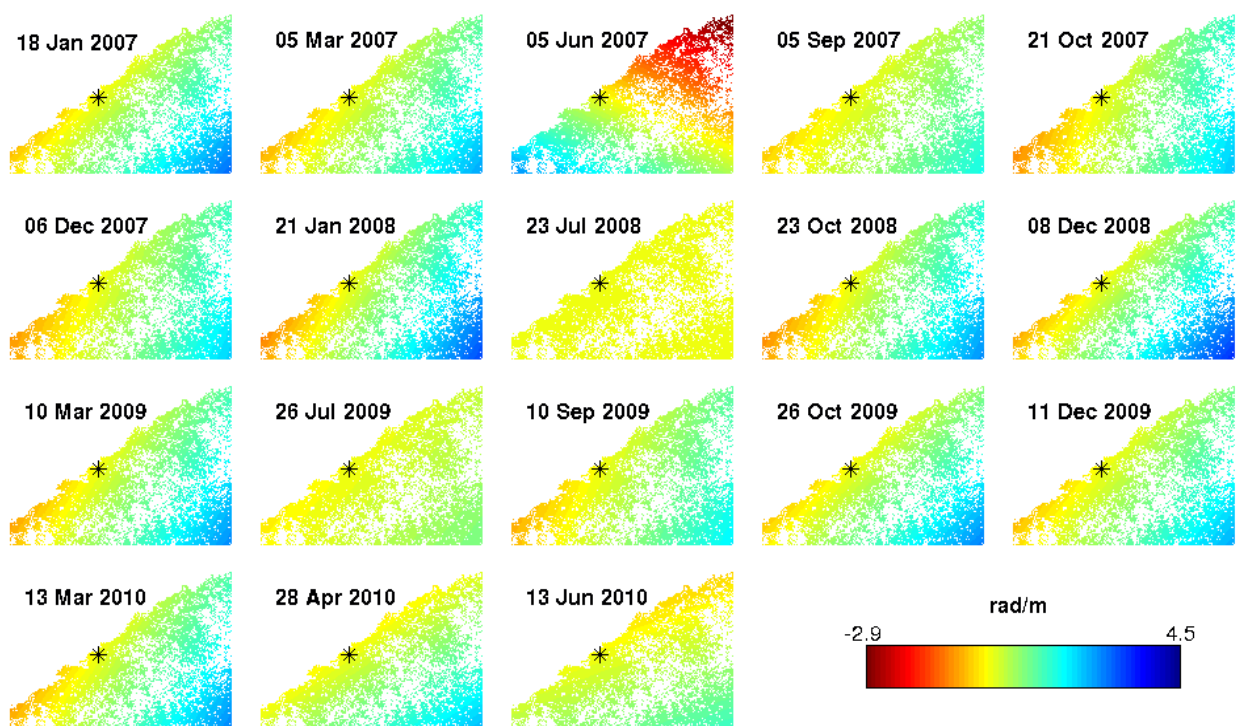 18 Jan 2007
05 Mar 2007
05 Jun 2007
05 Sep 2007
21 Oct 2007
06 Dec 2007
21 Jan 2008
23 Jul 2008
23 Oct 2008
08 Dec 2008
10 Mar 2009
26 Jul 2009
10 Sep 2009
26 Oct 2009
11 Dec 2009
13 Mar 2010
28 Apr 2010
13 Jun 2010
rad/m
-2.9
4.5